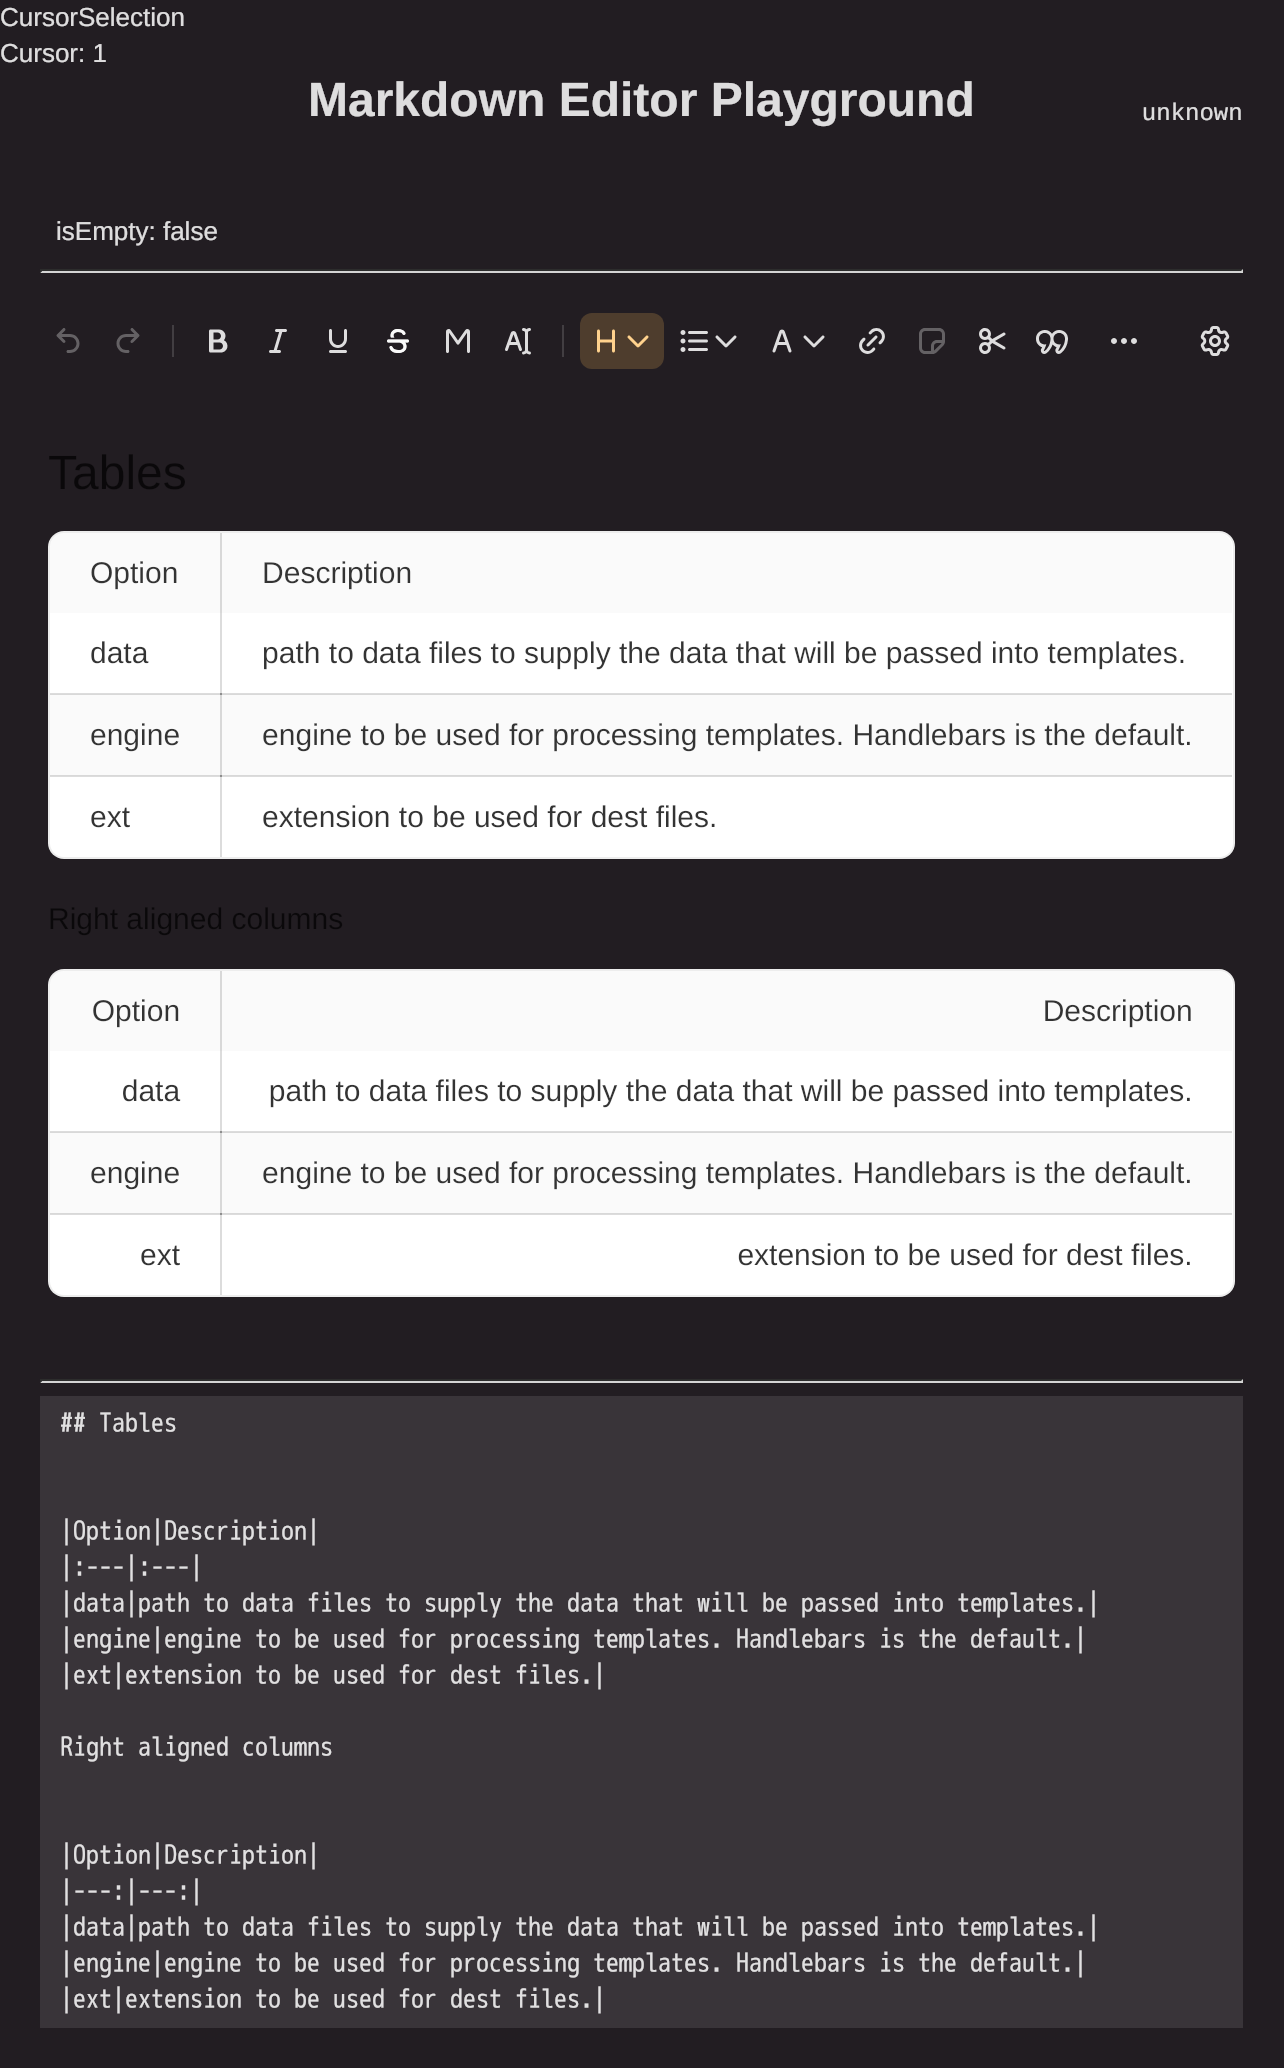 CursorSelection
Cursor: 1
Markdown Editor Playground
unknown
isEmpty: false
B I U S M A H A
Tables
Option Description
data path to data files to supply the data that will be passed into templates.
engine engine to be used for processing templates. Handlebars is the default.
ext extension to be used for dest files.
Right aligned columns
Option Description
data path to data files to supply the data that will be passed into templates.
engine engine to be used for processing templates. Handlebars is the default.
ext extension to be used for dest files.
## Tables
|Option|Description|
|:---|:---|
|data|path to data files to supply the data that will be passed into templates.|
|engine|engine to be used for processing templates. Handlebars is the default.|
|ext|extension to be used for dest files.|
Right aligned columns
|Option|Description|
|---:|---:|
|data|path to data files to supply the data that will be passed into templates.|
|engine|engine to be used for processing templates. Handlebars is the default.|
|ext|extension to be used for dest files.|